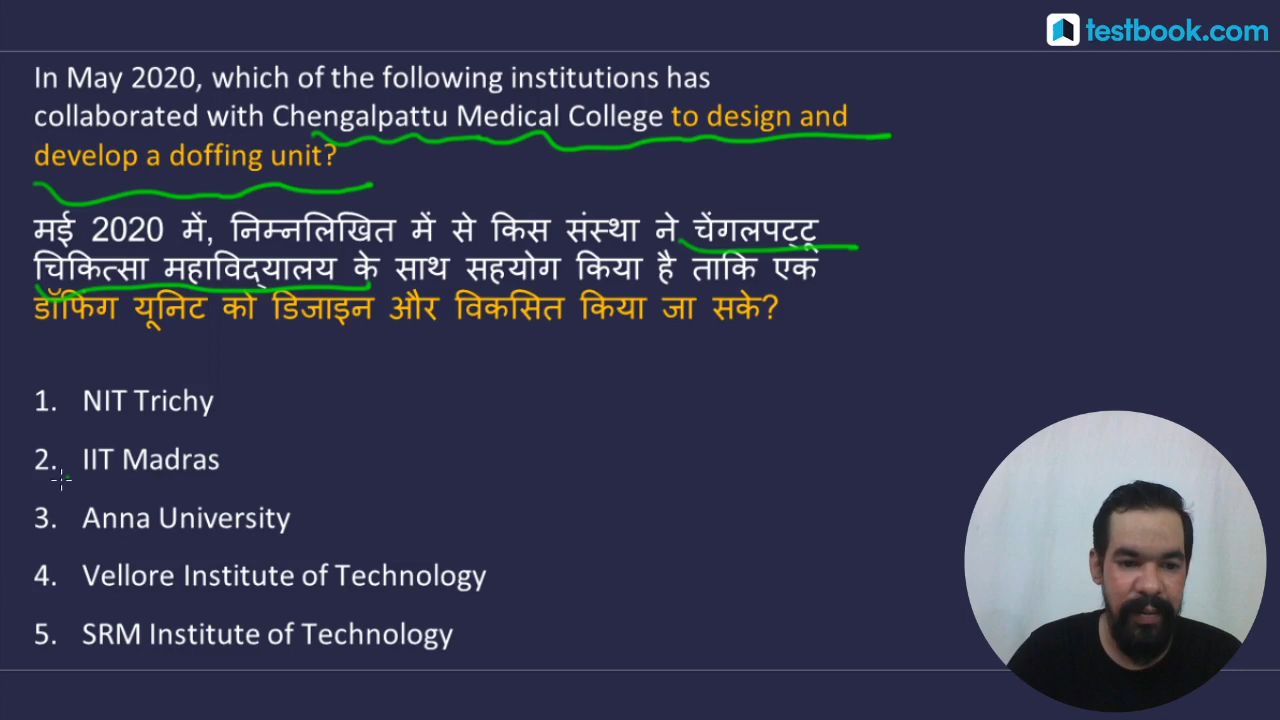 testbook.com
In May 2020, which of the following institutions has
collaborated with Chengalpattu Medical College to design and
develop a doffing unit?
मई 2020 में, निम्नलिखित में से किस संस्था ने चेंगलपट्टू
चिकित्सा महाविद्यालय के साथ सहयोग किया है ताकि एक
डॉफिंग यूनिट को डिजाइन और विकसित किया जा सके?
1. NIT Trichy
2. IIT Madras
3. Anna University
4. Vellore Institute of Technology
5. SRM Institute of Technology